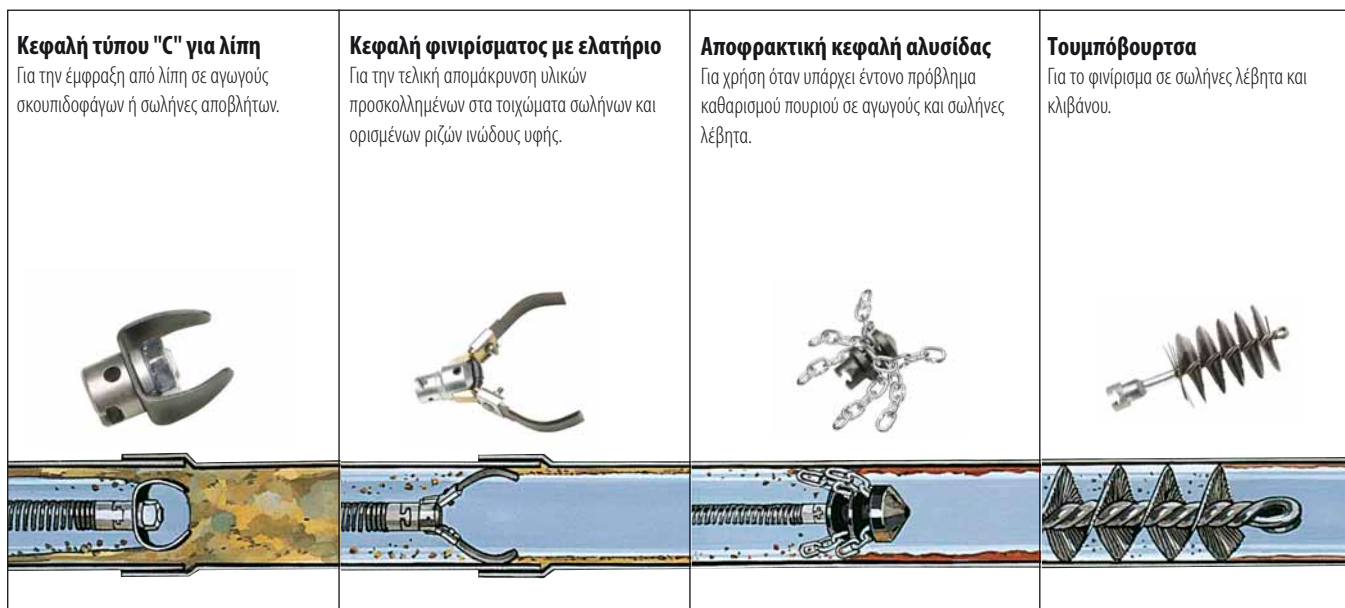 Κεφαλή τύπου "C" για λίπη
Για την έμφραξη από λίπη σε αγωγούς
σκουπιδοφάγων ή σωλήνες αποβλήτων.
Κεφαλή φινιρίσματος με ελατήριο
Για την τελική απομάκρυνση υλικών
προσκολλημένων στα τοιχώματα σωλήνων και
ορισμένων ριζών ινώδους υφής.
Αποφρακτική κεφαλή αλυσίδας
Για χρήση όταν υπάρχει έντονο πρόβλημα
καθαρισμού πουριού σε αγωγούς και σωλήνες
λέβητα.
Τουμπόβουρτσα
Για το φινίρισμα σε σωλήνες λέβητα και
κλιβάνου.